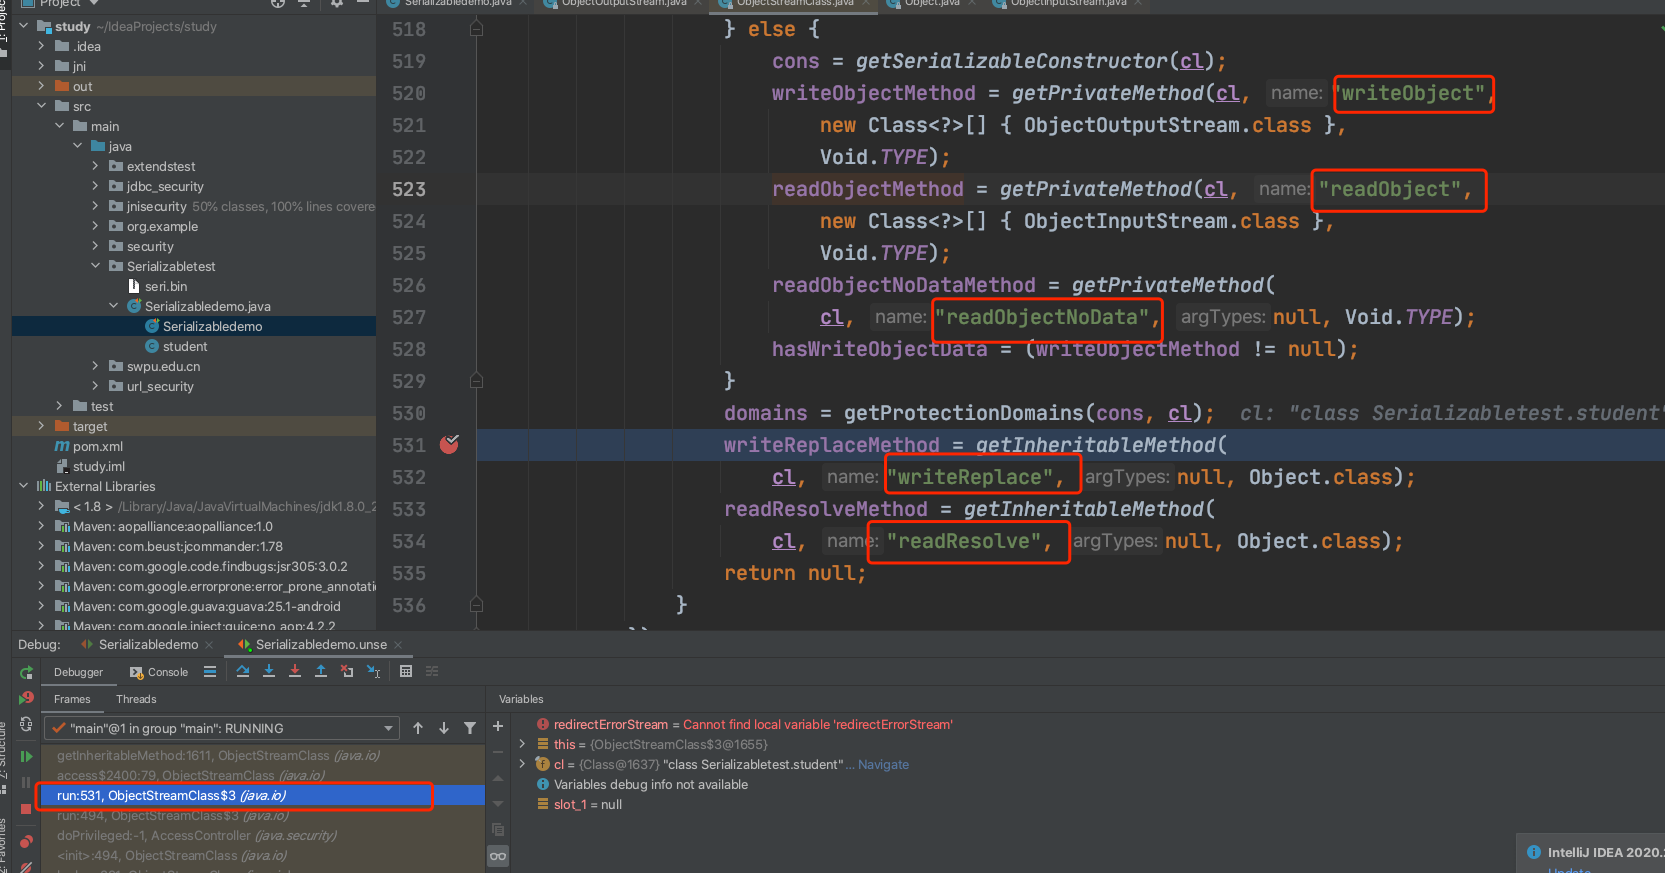 Project
Serializabledemo.java
ObjectOutputStream.java
ObjectStreamClass.java
Object.java
ObjectInputStream.java
study ~/IdeaProjects/study
.idea
jni
out
src
main
java
extendstest
jdbc_security
jnisecurity 50% classes, 100% lines covere
org.example
security
Serializabletest
seri.bin
Serializabledemo.java
Serializabledemo
student
swpu.edu.cn
url_security
test
target
pom.xml
study.iml
External Libraries
< 1.8 > /Library/Java/JavaVirtualMachines/jdk1.8.0_2
Maven: aopalliance:aopalliance:1.0
Maven: com.beust:jcommander:1.78
Maven: com.google.code.findbugs:jsr305:3.0.2
Maven: com.google.errorprone:error_prone_annotatio
Maven: com.google.guava:guava:25.1-android
Maven: com.google.inject:guice:no_aop:4.2.2
518 } else {
519 cons = getSerializableConstructor(cl);
520 writeObjectMethod = getPrivateMethod(cl, name: "writeObject",
521 new Class<?>[] { ObjectOutputStream.class },
522 Void.TYPE);
523 readObjectMethod = getPrivateMethod(cl, name: "readObject",
524 new Class<?>[] { ObjectInputStream.class },
525 Void.TYPE);
526 readObjectNoDataMethod = getPrivateMethod(
527 cl, name: "readObjectNoData", argTypes: null, Void.TYPE);
528 hasWriteObjectData = (writeObjectMethod != null);
529 }
530 domains = getProtectionDomains(cons, cl); cl: "class Serializabletest.student"
531 writeReplaceMethod = getInheritableMethod(
532 cl, name: "writeReplace", argTypes: null, Object.class);
533 readResolveMethod = getInheritableMethod(
534 cl, name: "readResolve", argTypes: null, Object.class);
535 return null;
536 }
Debug: Serializabledemo Serializabledemo.unse
Debugger Console
Frames Threads
"main"@1 in group "main": RUNNING
getInheritableMethod:1611, ObjectStreamClass (java.io)
access$2400:79, ObjectStreamClass (java.io)
run:531, ObjectStreamClass$3 (java.io)
run:494, ObjectStreamClass$3 (java.io)
doPrivileged:-1, AccessController (java.security)
<init>:494, ObjectStreamClass (java.io)
Variables
redirectErrorStream = Cannot find local variable 'redirectErrorStream'
this = {ObjectStreamClass$3@1655}
cl = {Class@1637} "class Serializabletest.student"... Navigate
Variables debug info not available
slot_1 = null
IntelliJ IDEA 2020.
Update